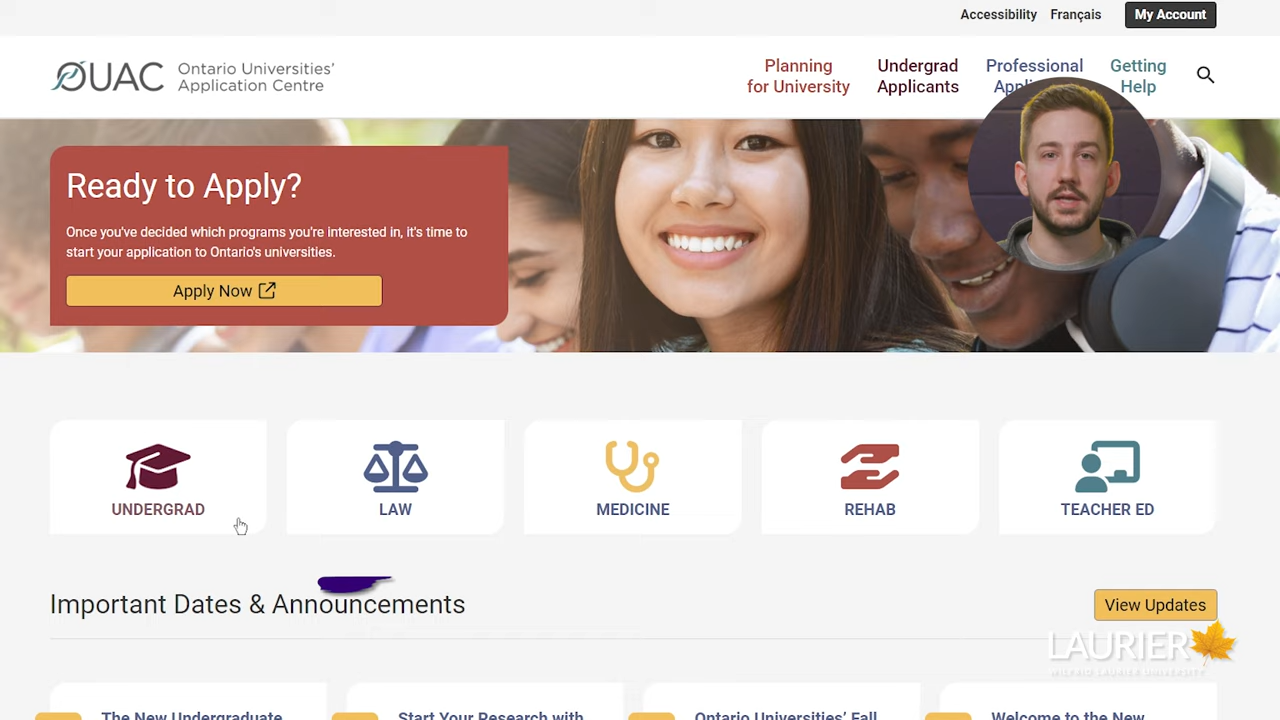 Accessibility Français My Account
OUAC Ontario Universities'
Application Centre
Planning
for University
Undergrad
Applicants
Professional
Getting
Help
Ready to Apply?
Once you've decided which programs you're interested in, it's time to
start your application to Ontario's universities.
Apply Now
UNDERGRAD
LAW
MEDICINE
REHAB
TEACHER ED
Important Dates & Announcements
View Updates
LAURIER
WILFRID LAURIER UNIVERSITY
The New Undergraduate
Start Your Research with
Ontario Universities' Fall
Welcome to the New